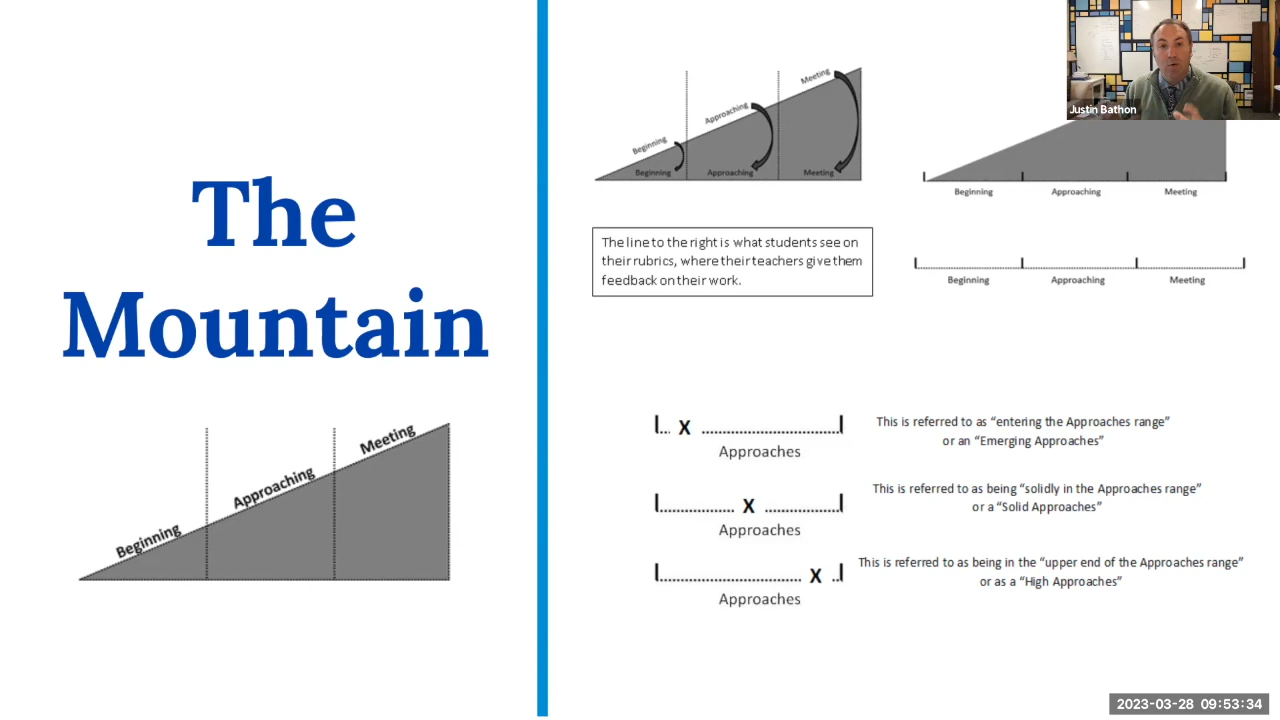 The
Mountain
Beginning
Approaching
Meeting
Beginning
Approaching
Meeting
Beginning
Approaching
Meeting
Justin Bathon
Beginning
Approaching
Meeting
The line to the right is what students see on
their rubrics, where their teachers give them
feedback on their work.
Beginning
Approaching
Meeting
X
Approaches
This is referred to as “entering the Approaches range”
or an “Emerging Approaches”
X
Approaches
This is referred to as being “solidly in the Approaches range”
or a “Solid Approaches”
X
Approaches
This is referred to as being in the “upper end of the Approaches range”
or as a “High Approaches”
2023-03-28 09:53:34